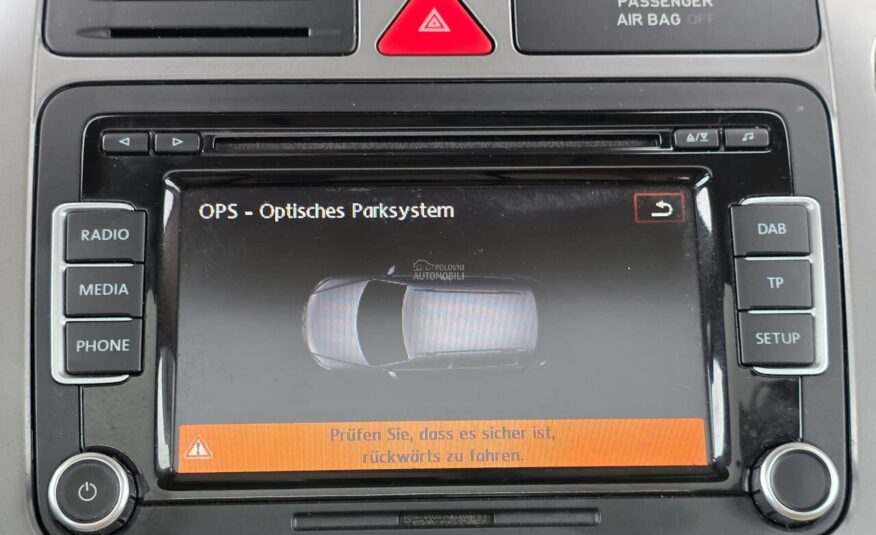 PASSENGER
AIR BAG OFF
OPS - Optisches Parksystem
RADIO
MEDIA
PHONE
DAB
TP
SETUP
POLOVNI
AUTOMOBILI
Prüfen Sie, dass es sicher ist,
rückwärts zu fahren.